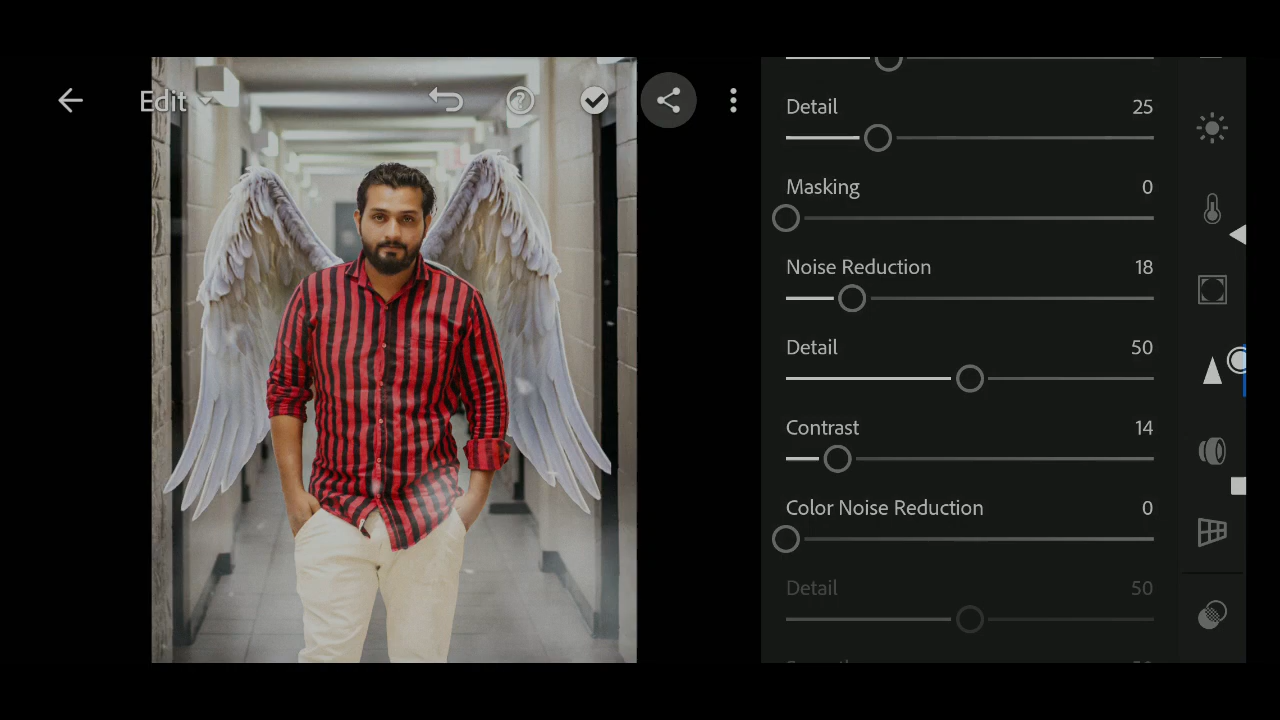 Edit
Detail 25
Masking 0
Noise Reduction 18
Detail 50
Contrast 14
Color Noise Reduction 0
Detail 50